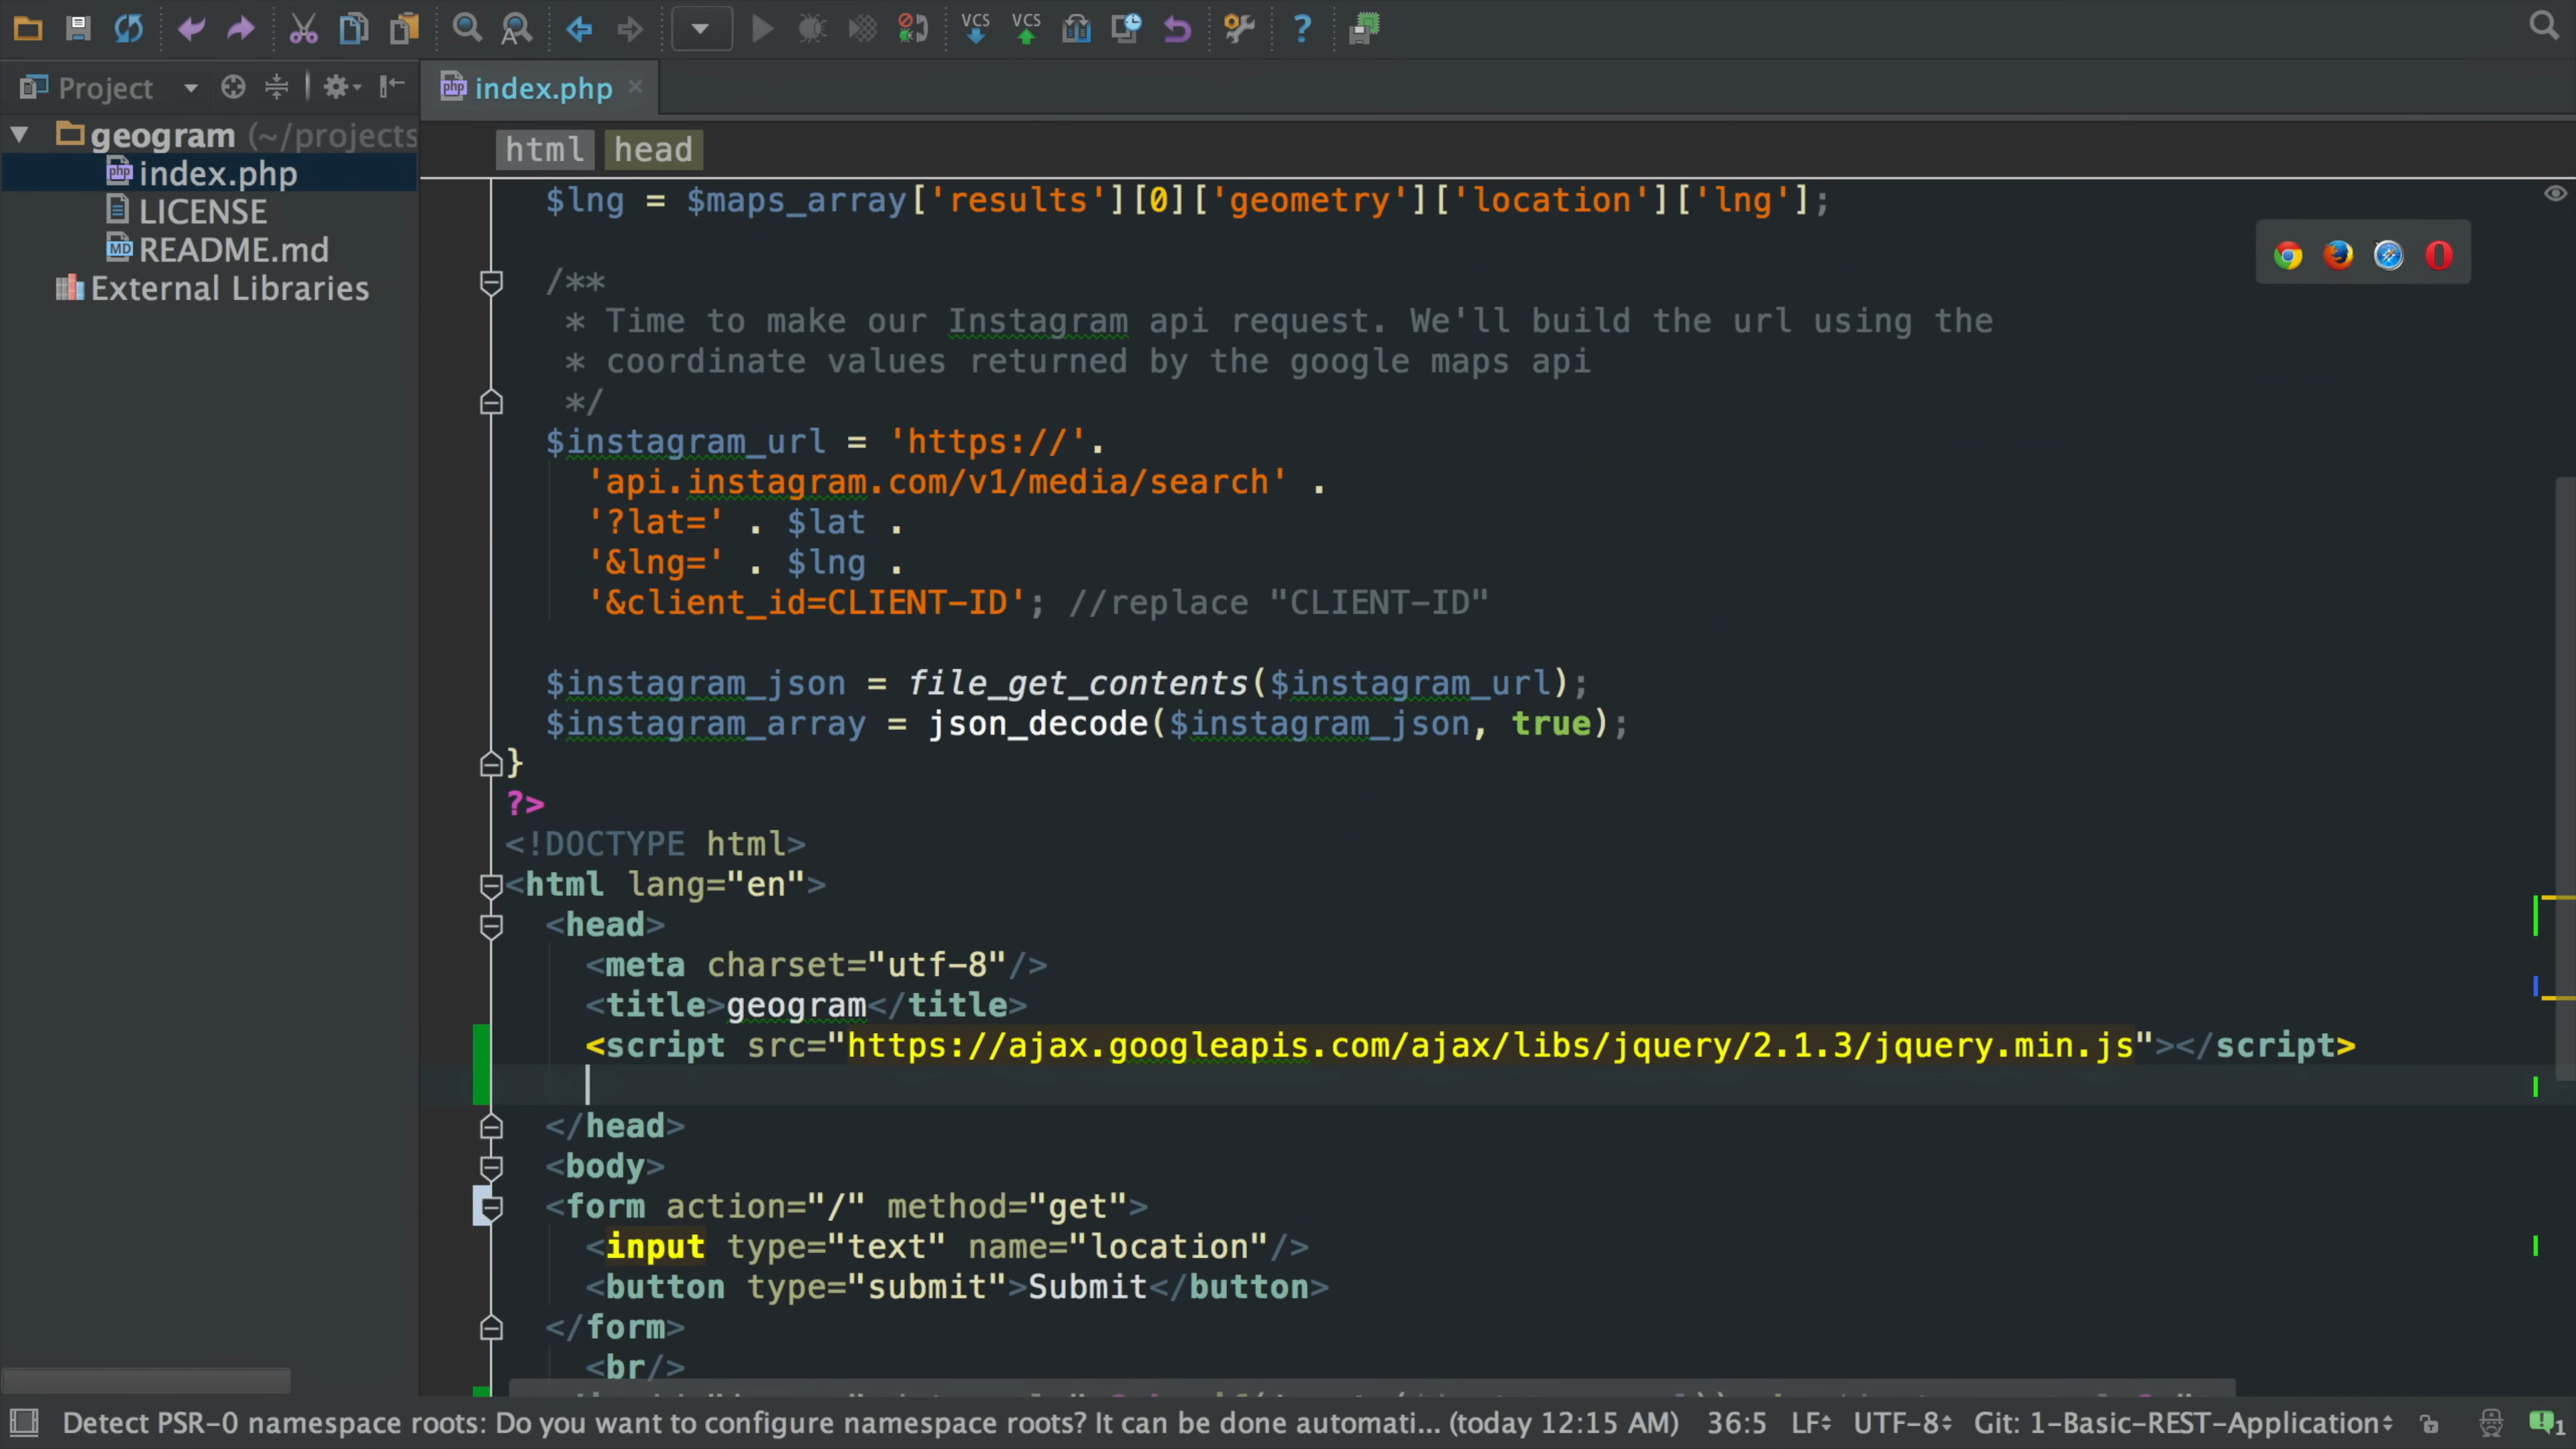 VCS VCS
Project
index.php
geogram (~/projects
index.php
LICENSE
README.md
External Libraries
html head
$lng = $maps_array['results'][0]['geometry']['location']['lng'];
/**
* Time to make our Instagram api request. We'll build the url using the
* coordinate values returned by the google maps api
*/
$instagram_url = 'https://'.
'api.instagram.com/v1/media/search' .
'?lat=' . $lat .
'&lng=' . $lng .
'&client_id=CLIENT-ID'; //replace "CLIENT-ID"
$instagram_json = file_get_contents($instagram_url);
$instagram_array = json_decode($instagram_json, true);
}
?>
<!DOCTYPE html>
<html lang="en">
<head>
<meta charset="utf-8"/>
<title>geogram</title>
<script src="https://ajax.googleapis.com/ajax/libs/jquery/2.1.3/jquery.min.js"></script>
</head>
<body>
<form action="/" method="get">
<input type="text" name="location"/>
<button type="submit">Submit</button>
</form>
<br/>
Detect PSR-0 namespace roots: Do you want to configure namespace roots? It can be done automati... (today 12:15 AM) 36:5 LF UTF-8 Git: 1-Basic-REST-Application 1